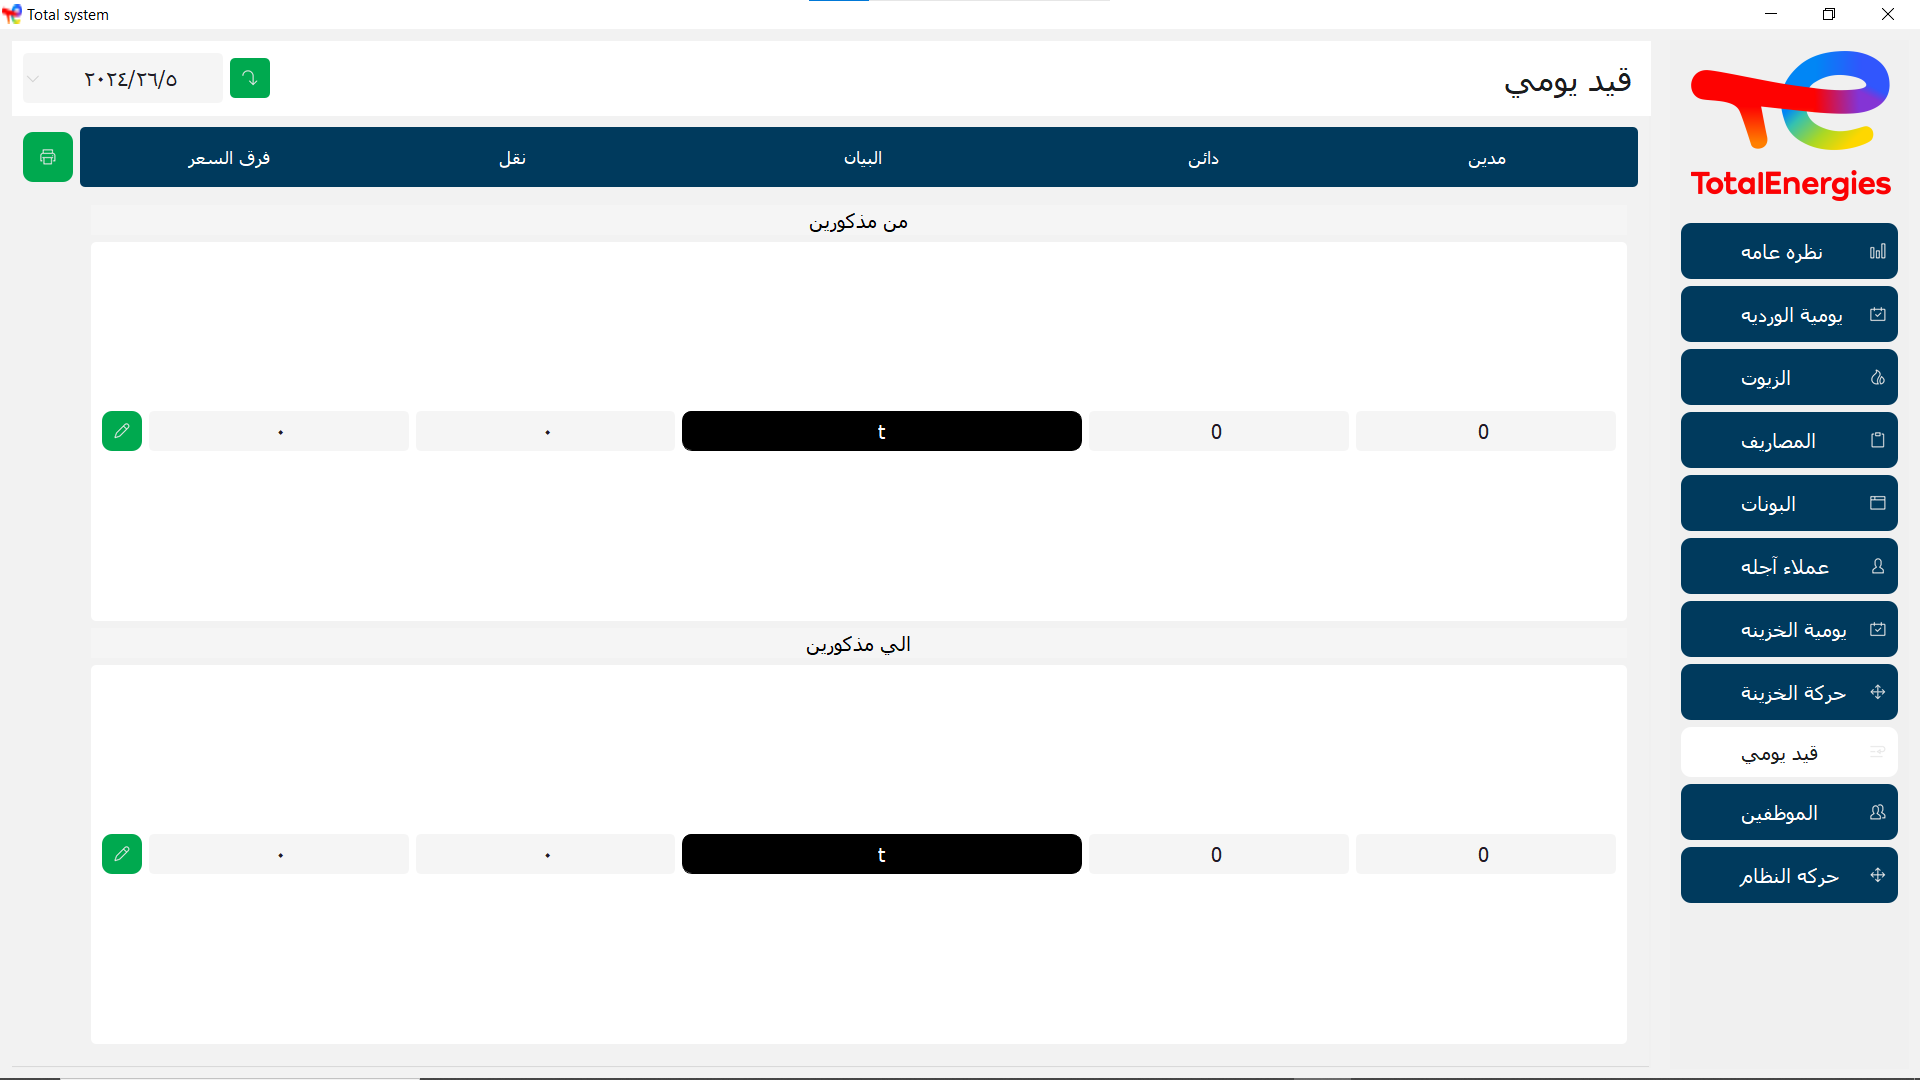 Total system
قيد يومي
٢٠٢٤/٢٦/٥
TotalEnergies
مدين
دائن
البيان
نقل
فرق السعر
من مذكورين
0
0
t
٠
٠
الي مذكورين
0
0
t
٠
٠
نظره عامه
يومية الورديه
الزيوت
المصاريف
البونات
عملاء آجله
يومية الخزينه
حركة الخزينة
قيد يومي
الموظفين
حركه النظام